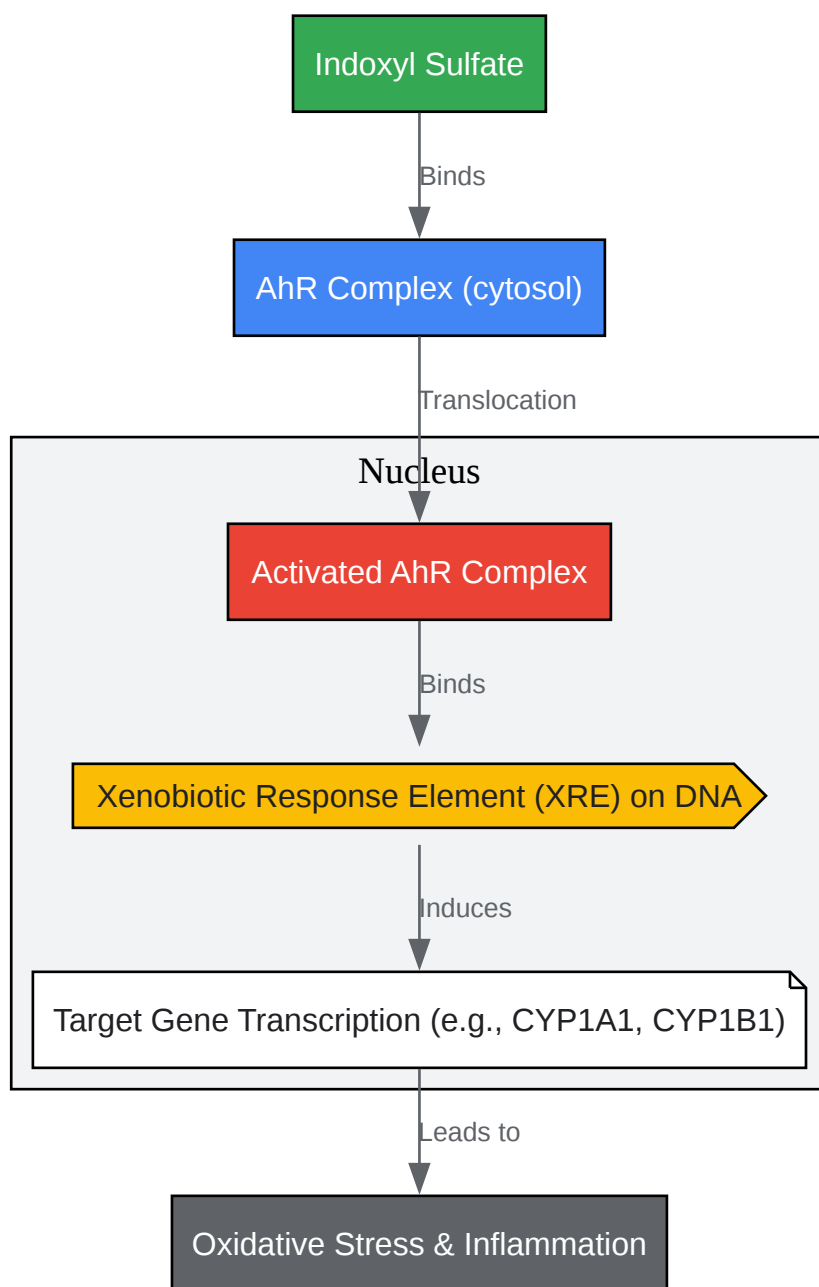 Indoxyl Sulfate
Binds
AhR Complex (cytosol)
Translocation
Nucleus
Activated AhR Complex
Binds
Xenobiotic Response Element (XRE) on DNA
Induces
Target Gene Transcription (e.g., CYP1A1, CYP1B1)
Leads to
Oxidative Stress & Inflammation